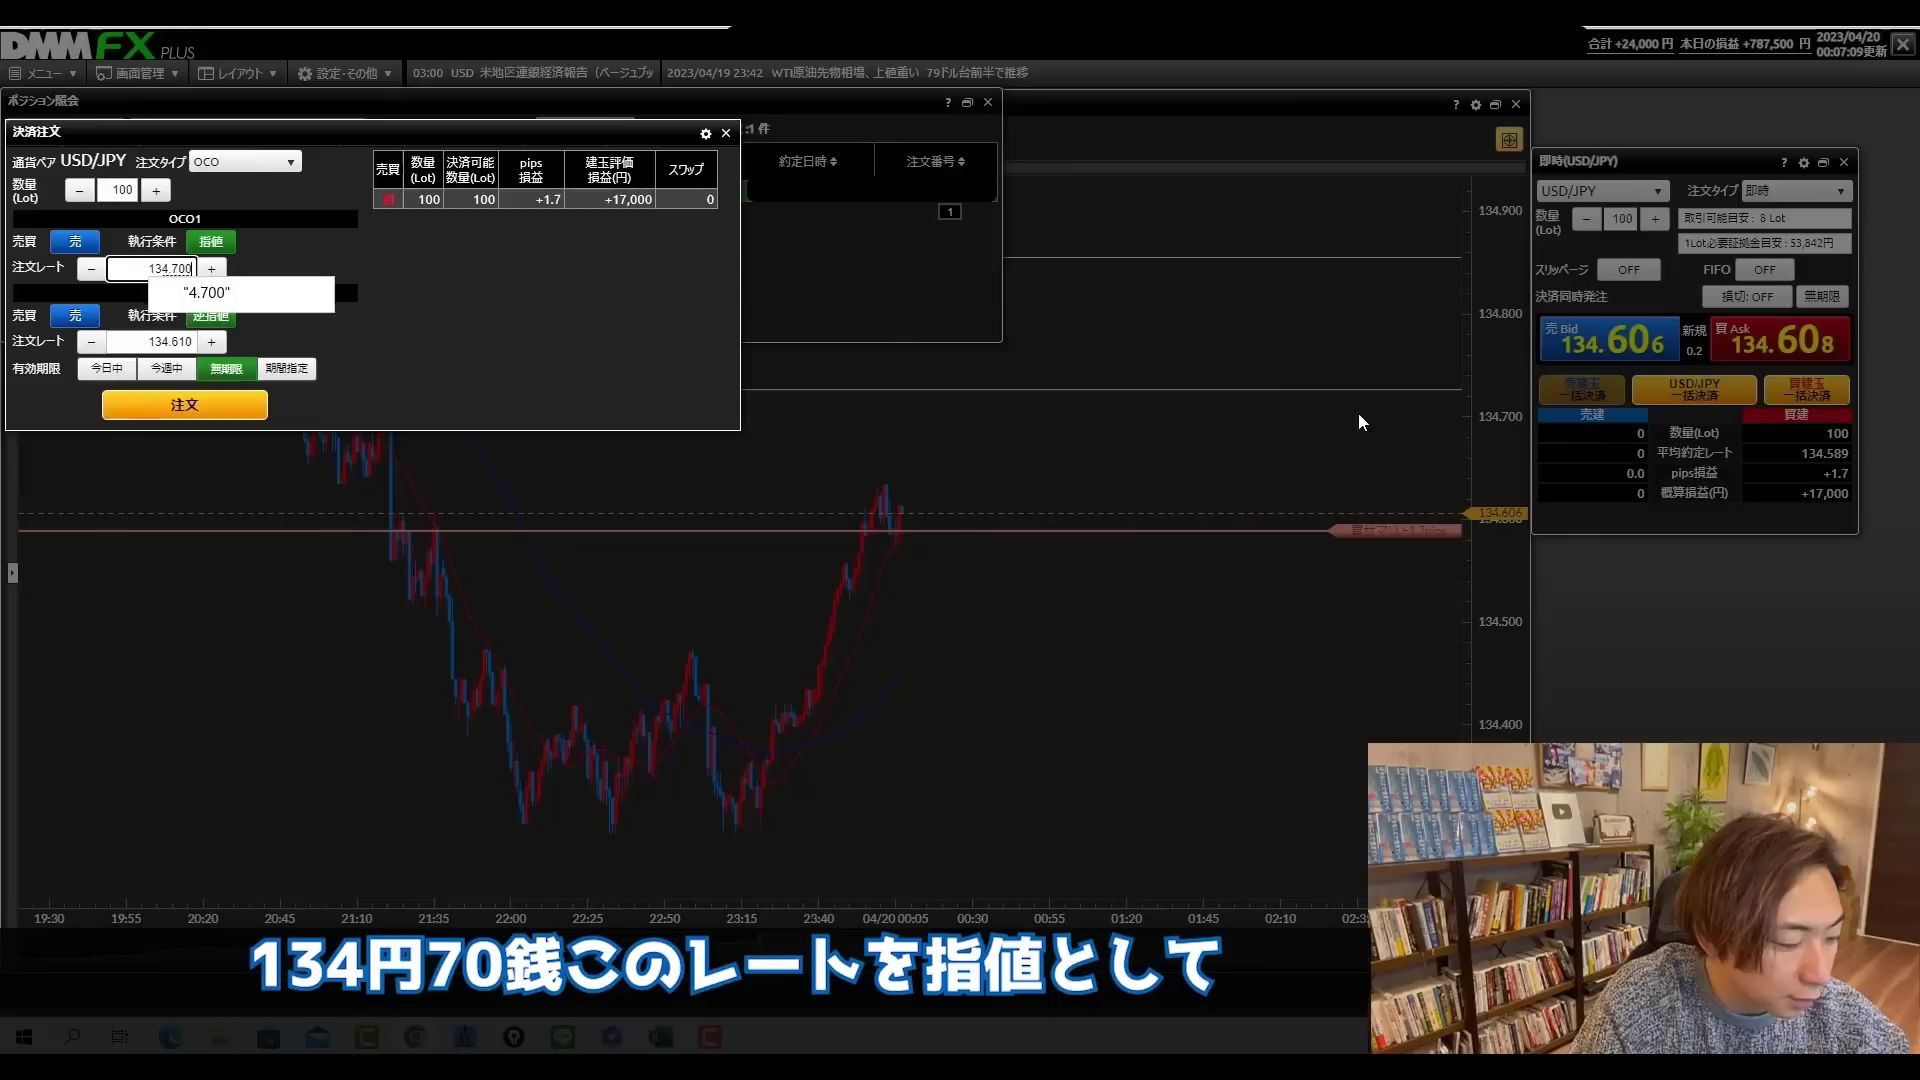 DMM FX PLUS
合計 +24,000 円 本日の損益 +787,500 円
2023/04/20
00:07:09更新
メニュー 画面管理 レイアウト 設定・その他 03:00 USD 米地区連銀経済報告（ベージュブッ 2023/04/19 23:42 WTI原油先物相場、上値重い 79ドル台前半で推移
ポジション照会
決済注文
通貨ペア USD/JPY 注文タイプ OCO
数量
(Lot)
100
OCO1
売買 売 執行条件 指値
注文レート 134.700
"4.700"
売買 売 執行条件 逆指値
注文レート 134.610
有効期限 今日中 今週中 無期限 期間指定
注文
売買 数量(Lot) 決済可能数量(Lot) pips損益 建玉評価損益(円) スワップ
買 100 100 +1.7 +17,000 0
件
約定日時 注文番号
1
即時(USD/JPY)
USD/JPY 注文タイプ 即時
数量
(Lot)
100
取引可能目安: 8 Lot
1Lot必要証拠金目安: 53,842円
スリッページ OFF FIFO OFF
決済同時発注 損切: OFF 無期限
売 Bid 新規 買 Ask
134.606 0.2 134.608
売建玉一括決済 USD/JPY一括決済 買建玉一括決済
売建 買建
0 数量(Lot) 100
0 平均約定レート 134.589
0.0 pips損益 +1.7
0 概算損益(円) +17,000
134.900
134.800
134.700
134.606
134.500
134.400
19:30 19:55 20:20 20:45 21:10 21:35 22:00 22:25 22:50 23:15 23:40 04/20 00:05 00:30 00:55 01:20 01:45 02:10
134円70銭このレートを指値として